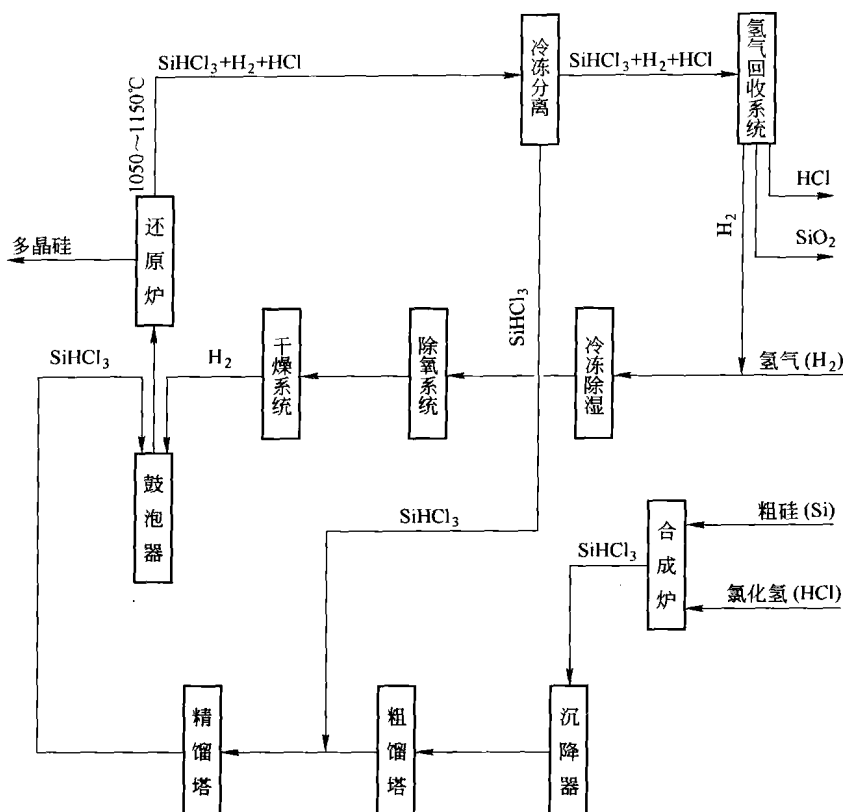 SiHCl₃+H₂+HCl
冷冻分离
SiHCl₃+H₂+HCl
氢气回收系统
1050～1150℃
HCl
SiO₂
H₂
还原炉
多晶硅
SiHCl₃
SiHCl₃
H₂
干燥系统
除氧系统
冷冻除湿
氢气(H₂)
鼓泡器
SiHCl₃
合成炉
粗硅(Si)
SiHCl₃
氯化氢(HCl)
精馏塔
粗馏塔
沉降器